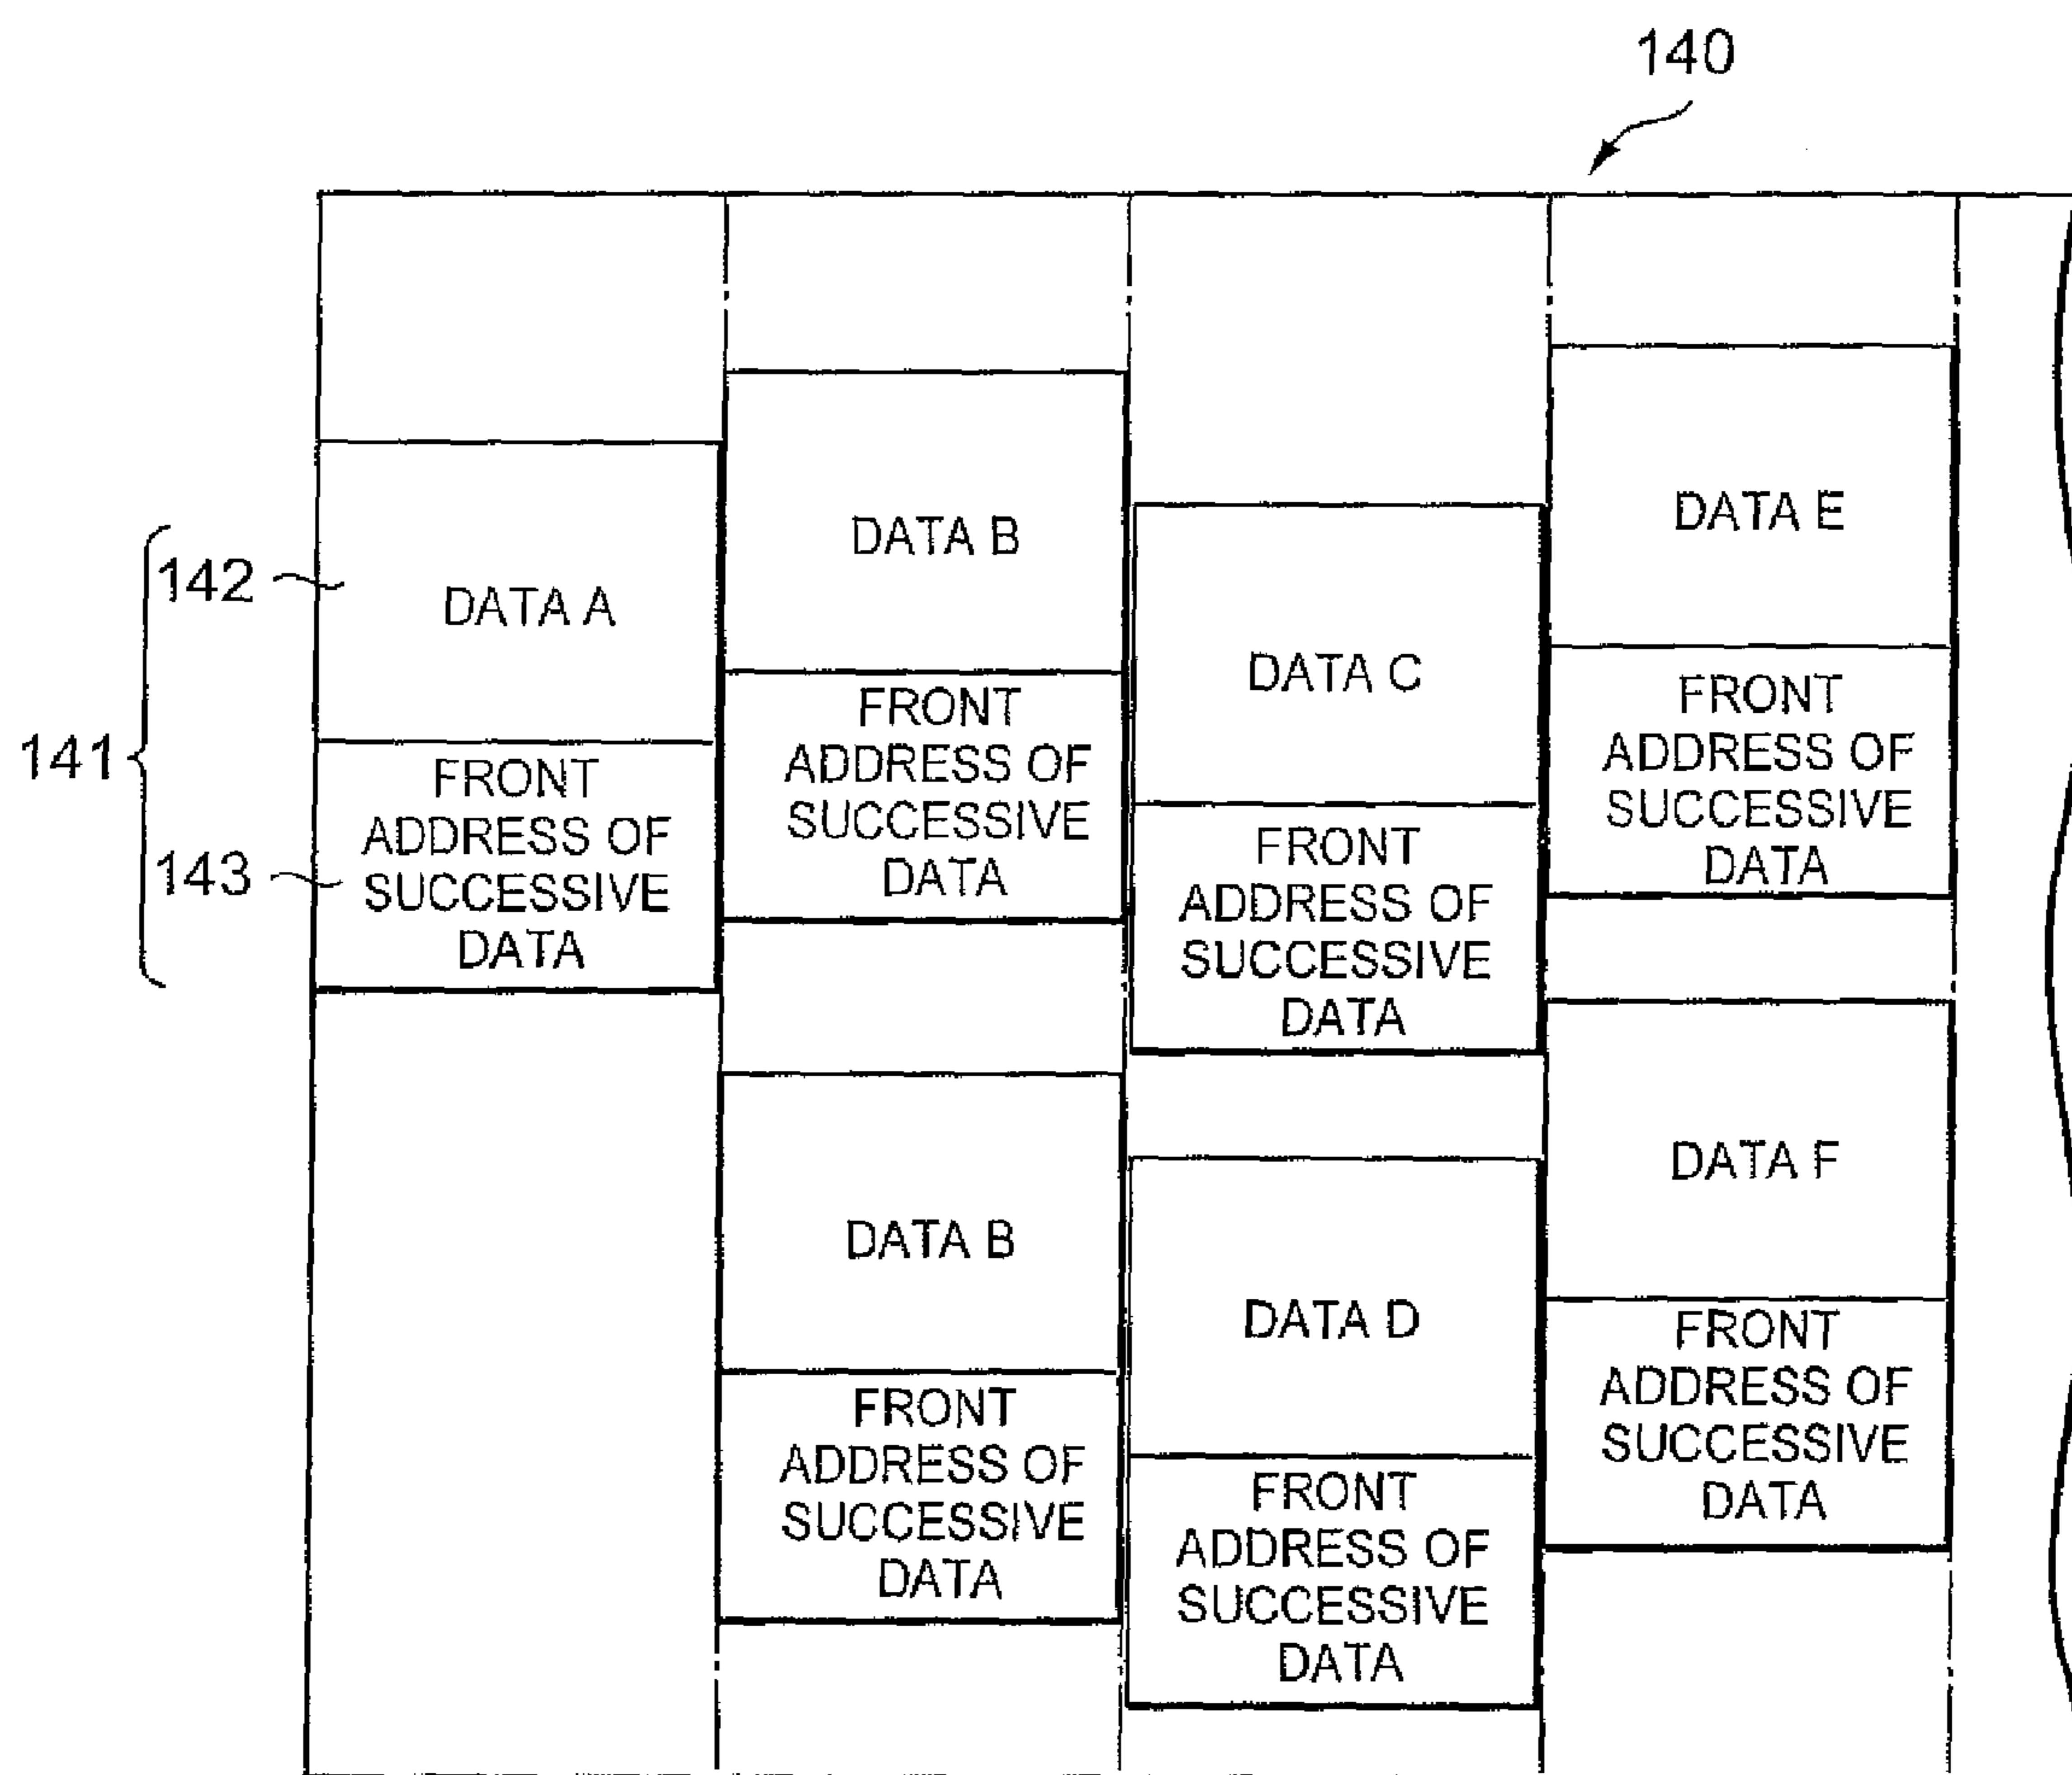 140
141
142
143
DATA A
FRONT
ADDRESS OF
SUCCESSIVE
DATA
DATA B
FRONT
ADDRESS OF
SUCCESSIVE
DATA
DATA B
FRONT
ADDRESS OF
SUCCESSIVE
DATA
DATA C
FRONT
ADDRESS OF
SUCCESSIVE
DATA
DATA D
FRONT
ADDRESS OF
SUCCESSIVE
DATA
DATA E
FRONT
ADDRESS OF
SUCCESSIVE
DATA
DATA F
FRONT
ADDRESS OF
SUCCESSIVE
DATA